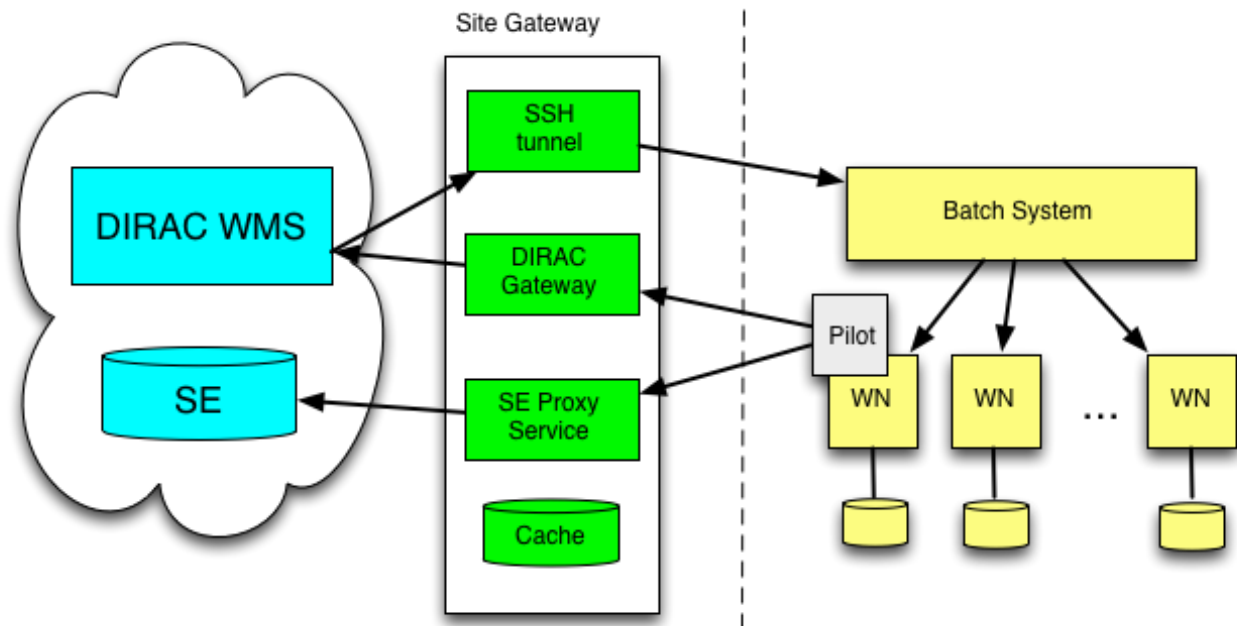 Site Gateway
SSH
tunnel
DIRAC WMS
Batch System
DIRAC
Gateway
Pilot
SE
SE Proxy
Service
WN
WN
...
WN
Cache